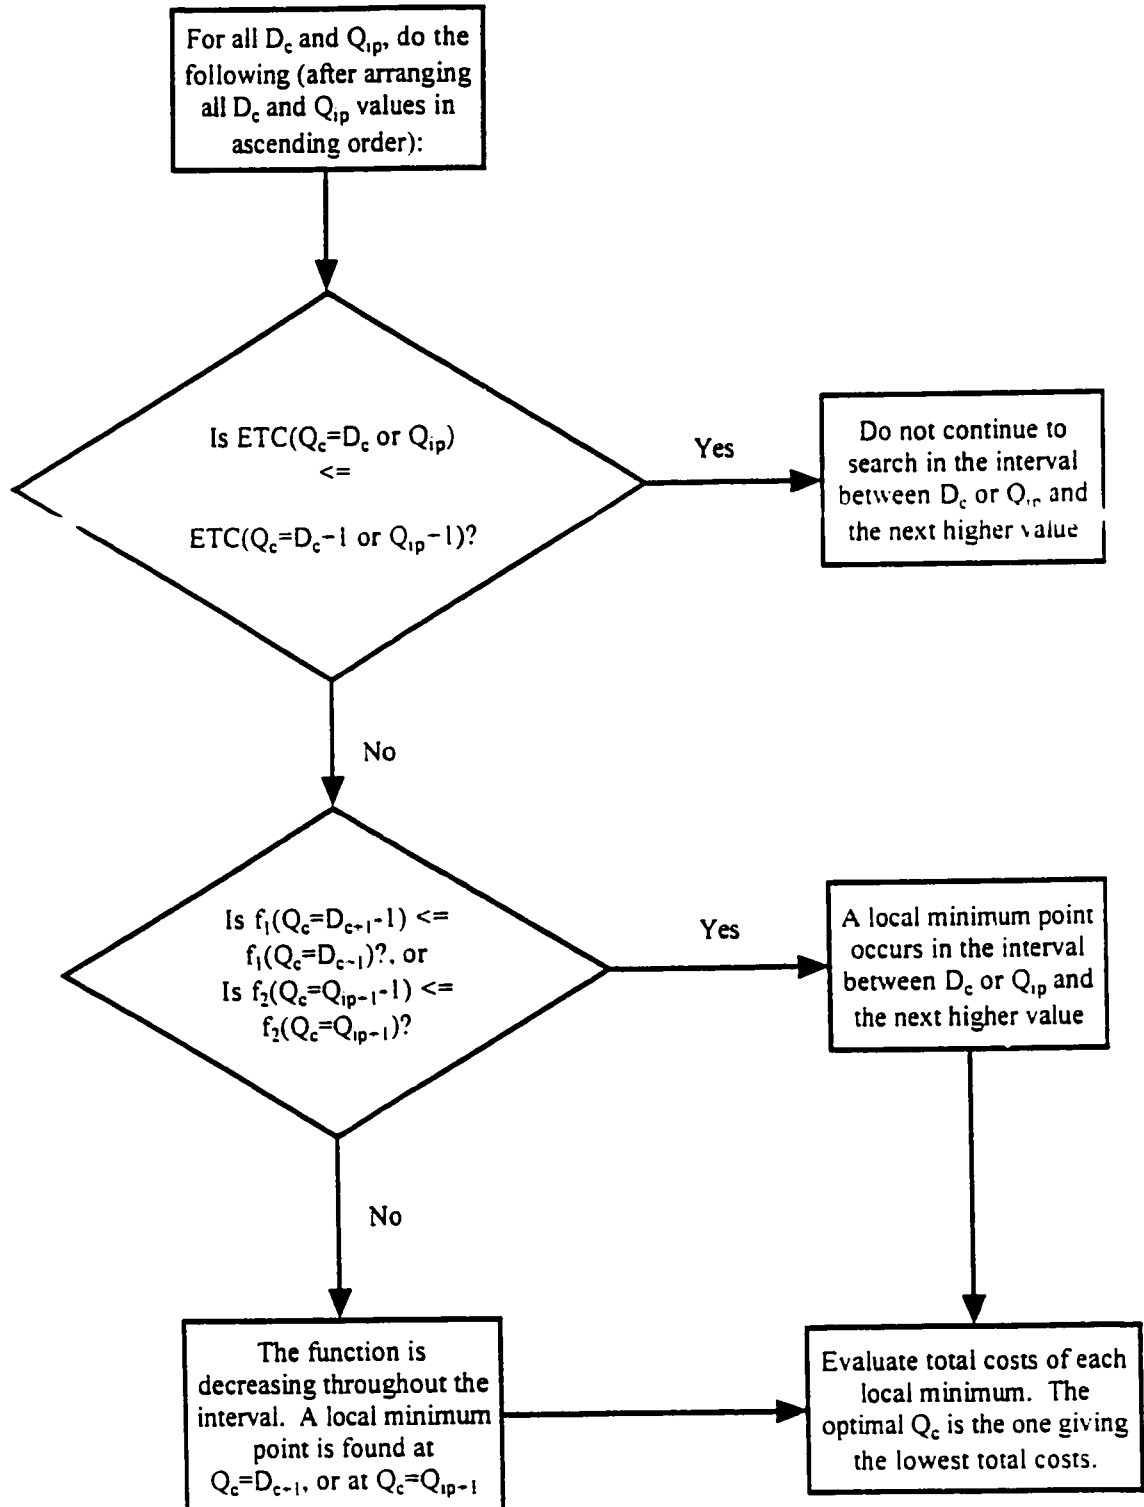 For all D_c and Q_ip, do the
following (after arranging
all D_c and Q_ip values in
ascending order):
Is ETC(Q_c=D_c or Q_ip)
<=
ETC(Q_c=D_c-1 or Q_ip-1)?
Yes
Do not continue to
search in the interval
between D_c or Q_ip and
the next higher value
No
Is f_1(Q_c=D_c+1-1) <=
f_1(Q_c=D_c+1)?, or
Is f_2(Q_c=Q_ip+1-1) <=
f_2(Q_c=Q_ip+1)?
Yes
A local minimum point
occurs in the interval
between D_c or Q_ip and
the next higher value
No
The function is
decreasing throughout the
interval. A local minimum
point is found at
Q_c=D_c+1, or at Q_c=Q_ip+1
Evaluate total costs of each
local minimum. The
optimal Q_c is the one giving
the lowest total costs.